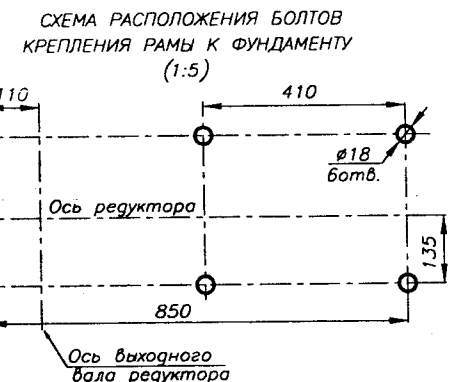 СХЕМА РАСПОЛОЖЕНИЯ БОЛТОВ
КРЕПЛЕНИЯ РАМЫ К ФУНДАМЕНТУ
(1:5)
110
410
ø18
6отв.
Ось редуктора
135
850
Ось выходного
вала редуктора